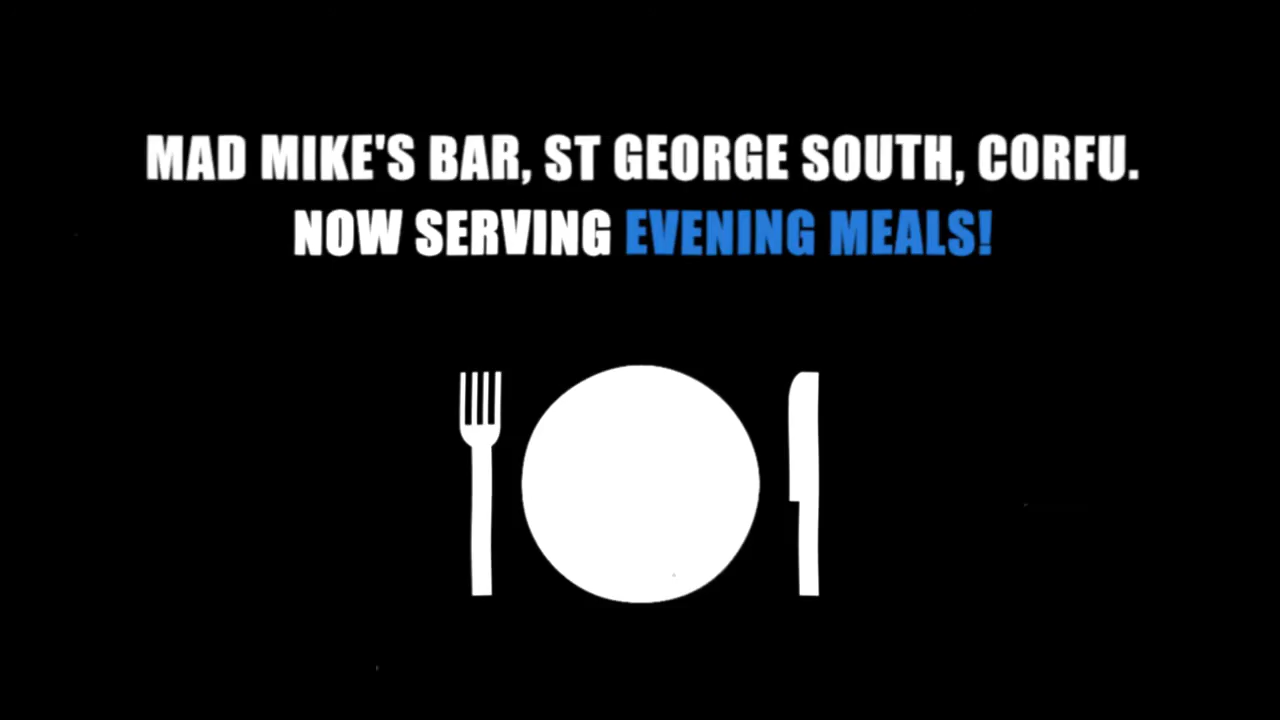 MAD MIKE'S BAR, ST GEORGE SOUTH, CORFU.
NOW SERVING EVENING MEALS!